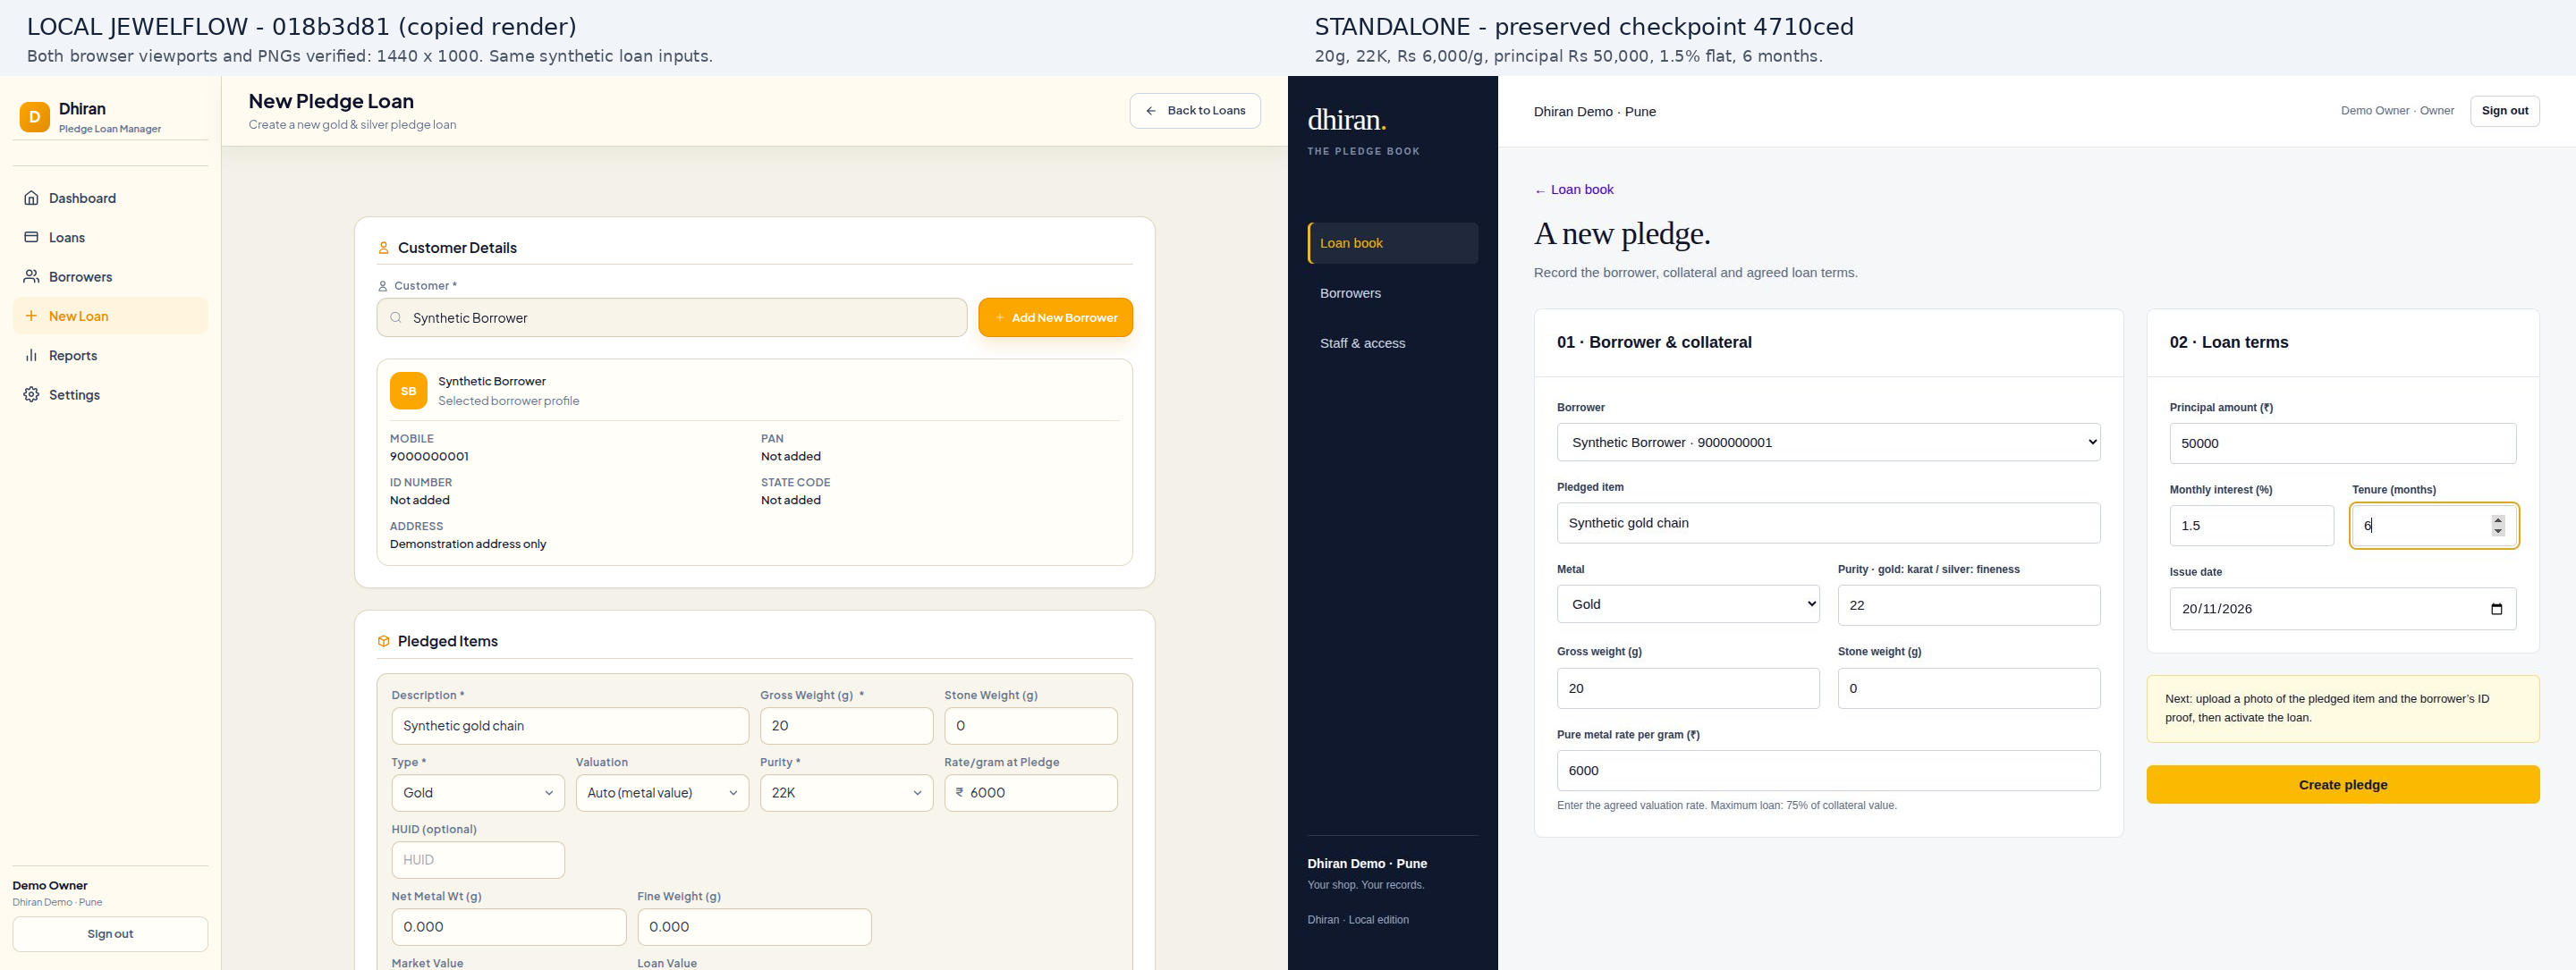 LOCAL JEWELFLOW - 018b3d81 (copied render)
Both browser viewports and PNGs verified: 1440 x 1000. Same synthetic loan inputs.
D
Dhiran
Pledge Loan Manager
Dashboard
Loans
Borrowers
New Loan
Reports
Settings
Demo Owner
Dhiran Demo · Pune
Sign out
New Pledge Loan
Create a new gold & silver pledge loan
← Back to Loans
Customer Details
Customer *
Synthetic Borrower
+ Add New Borrower
SB
Synthetic Borrower
Selected borrower profile
MOBILE
9000000001
PAN
Not added
ID NUMBER
Not added
STATE CODE
Not added
ADDRESS
Demonstration address only
Pledged Items
Description *
Synthetic gold chain
Gross Weight (g) *
20
Stone Weight (g)
0
Type *
Gold
Valuation
Auto (metal value)
Purity *
22K
Rate/gram at Pledge
₹ 6000
HUID (optional)
HUID
Net Metal Wt (g)
0.000
Fine Weight (g)
0.000
Market Value
Loan Value
STANDALONE - preserved checkpoint 4710ced
20g, 22K, Rs 6,000/g, principal Rs 50,000, 1.5% flat, 6 months.
dhiran.
THE PLEDGE BOOK
Loan book
Borrowers
Staff & access
Dhiran Demo · Pune
Your shop. Your records.
Dhiran · Local edition
Dhiran Demo · Pune
Demo Owner · Owner
Sign out
← Loan book
A new pledge.
Record the borrower, collateral and agreed loan terms.
01 · Borrower & collateral
Borrower
Synthetic Borrower · 9000000001
Pledged item
Synthetic gold chain
Metal
Gold
Purity · gold: karat / silver: fineness
22
Gross weight (g)
20
Stone weight (g)
0
Pure metal rate per gram (₹)
6000
Enter the agreed valuation rate. Maximum loan: 75% of collateral value.
02 · Loan terms
Principal amount (₹)
50000
Monthly interest (%)
1.5
Tenure (months)
6
Issue date
20/11/2026
Next: upload a photo of the pledged item and the borrower’s ID
proof, then activate the loan.
Create pledge